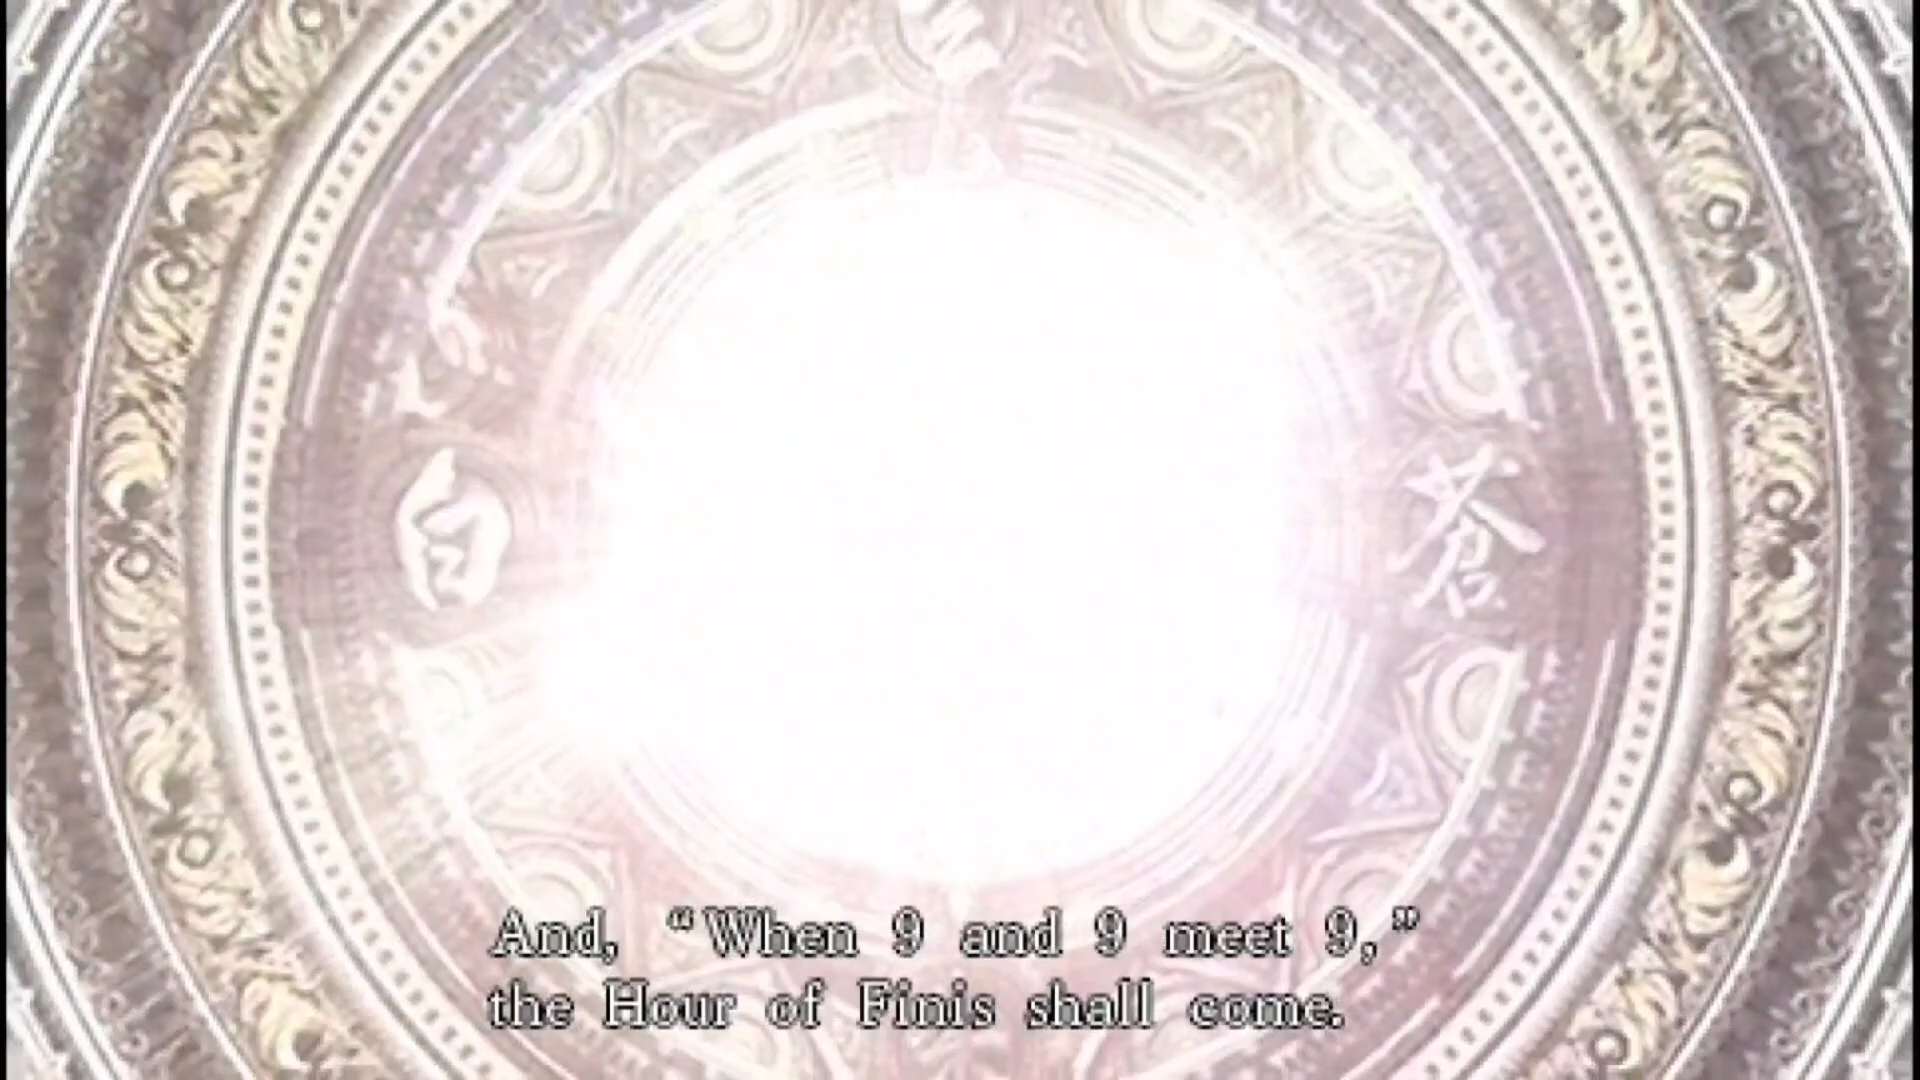 白
蒼
And, “When 9 and 9 meet 9,”
the Hour of Finis shall come.